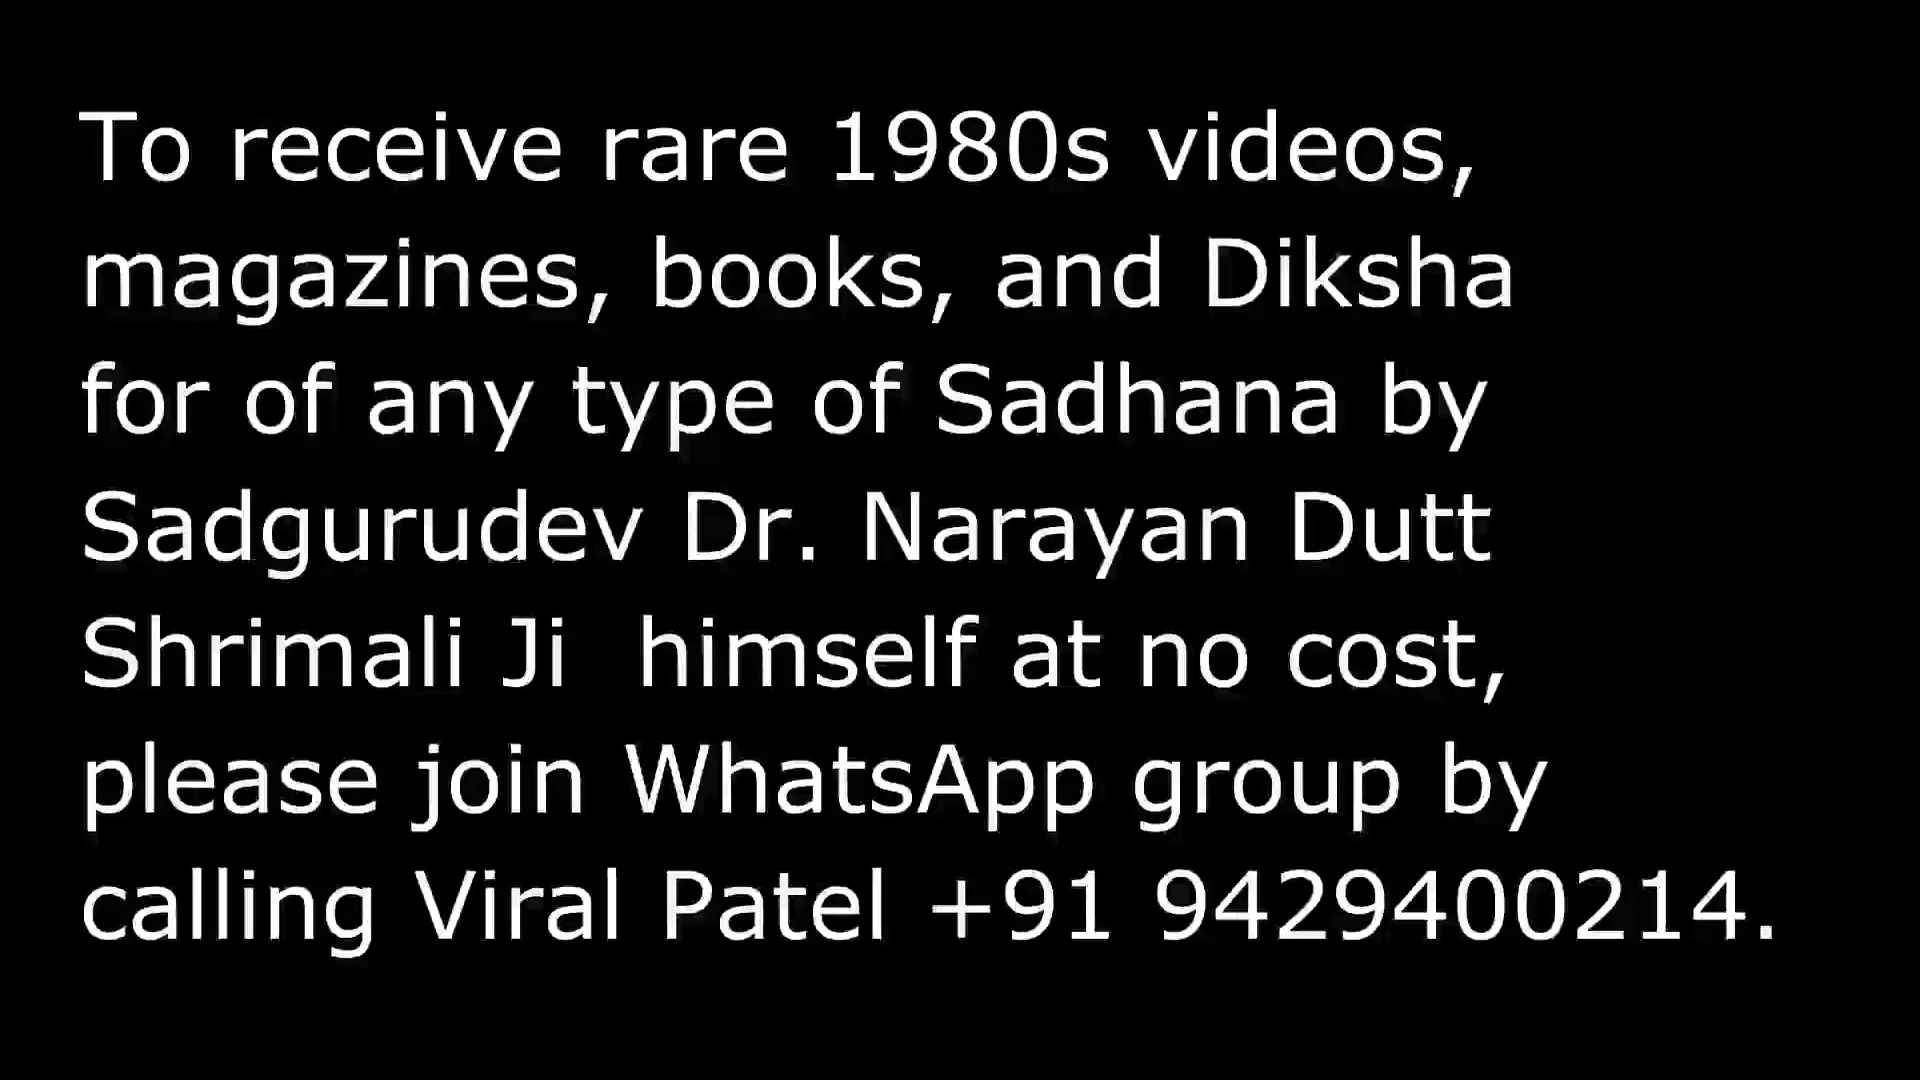 To receive rare 1980s videos,
magazines, books, and Diksha
for of any type of Sadhana by
Sadgurudev Dr. Narayan Dutt
Shrimali Ji  himself at no cost,
please join WhatsApp group by
calling Viral Patel +91 9429400214.